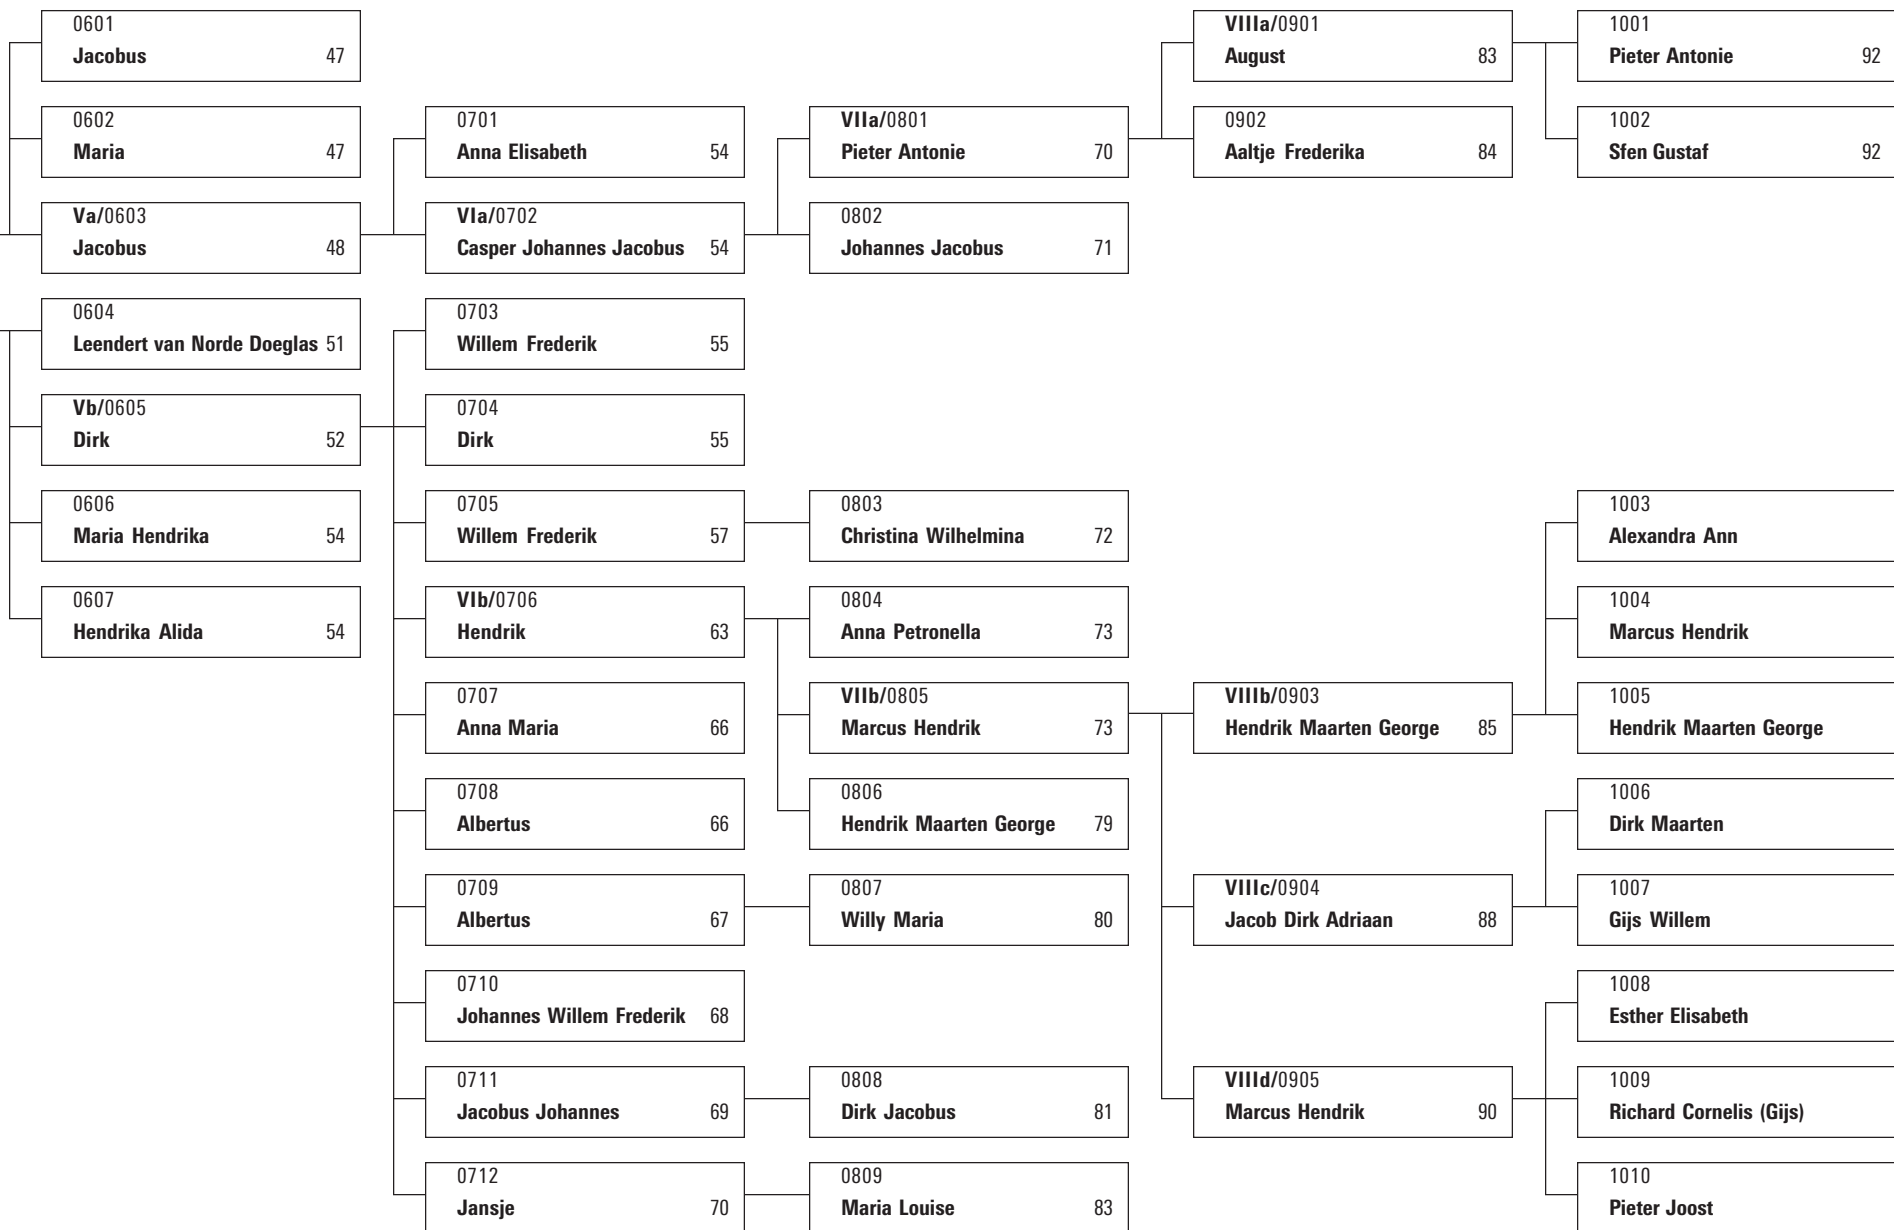 0601
Jacobus 47
0602
Maria 47
Va/0603
Jacobus 48
0604
Leendert van Norde Doeglas 51
Vb/0605
Dirk 52
0606
Maria Hendrika 54
0607
Hendrika Alida 54
0701
Anna Elisabeth 54
VIa/0702
Casper Johannes Jacobus 54
0703
Willem Frederik 55
0704
Dirk 55
0705
Willem Frederik 57
VIb/0706
Hendrik 63
0707
Anna Maria 66
0708
Albertus 66
0709
Albertus 67
0710
Johannes Willem Frederik 68
0711
Jacobus Johannes 69
0712
Jansje 70
VIIa/0801
Pieter Antonie 70
0802
Johannes Jacobus 71
0803
Christina Wilhelmina 72
0804
Anna Petronella 73
VIIb/0805
Marcus Hendrik 73
0806
Hendrik Maarten George 79
0807
Willy Maria 80
0808
Dirk Jacobus 81
0809
Maria Louise 83
VIIIa/0901
August 83
0902
Aaltje Frederika 84
VIIIb/0903
Hendrik Maarten George 85
VIIIc/0904
Jacob Dirk Adriaan 88
VIIId/0905
Marcus Hendrik 90
1001
Pieter Antonie 92
1002
Sfen Gustaf 92
1003
Alexandra Ann
1004
Marcus Hendrik
1005
Hendrik Maarten George
1006
Dirk Maarten
1007
Gijs Willem
1008
Esther Elisabeth
1009
Richard Cornelis (Gijs)
1010
Pieter Joost